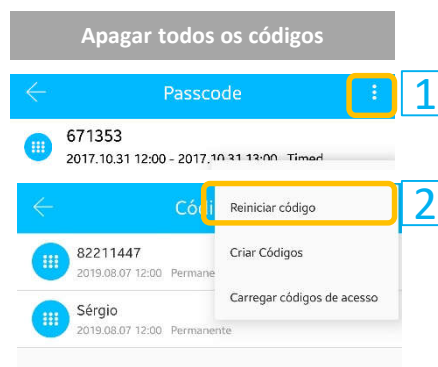 Apagar todos os códigos
Passcode
1
671353
2017.10.31 12:00 - 2017.10.31 13:00 Timed
Códi
Reiniciar código
2
82211447
2019.08.07 12:00 Permane
Criar Códigos
Carregar códigos de acesso
Sérgio
2019.08.07 12:00 Permanente